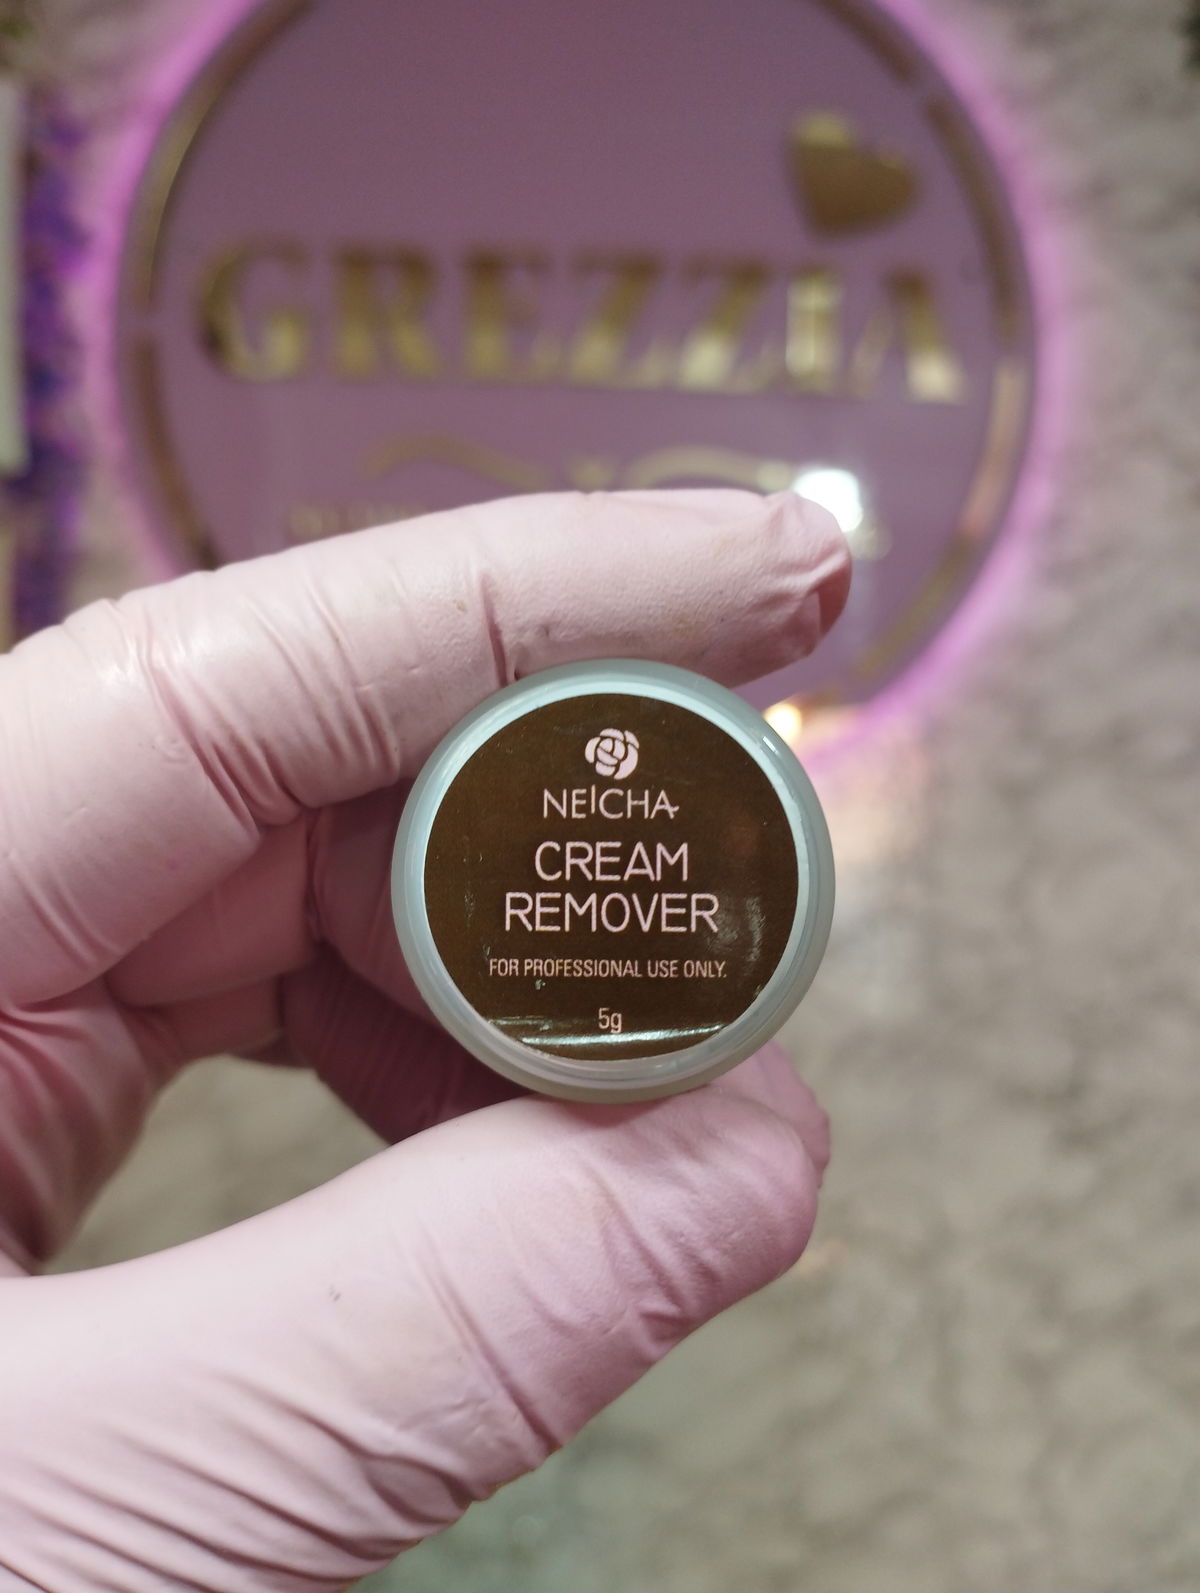 GREZZIA
NEICHA
CREAM
REMOVER
FOR PROFESSIONAL USE ONLY.
5g